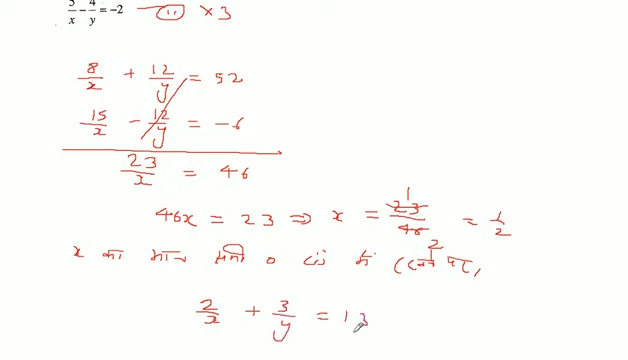 5/x - 4/y = -2 — (ii) × 3
8/x + 12/y = 52
15/x - 12/y = -6
23/x = 46
46x = 23 ⇒ x = 23/46 = 1/2
x का मान समी में रखने पर,
2/x + 3/y = 13